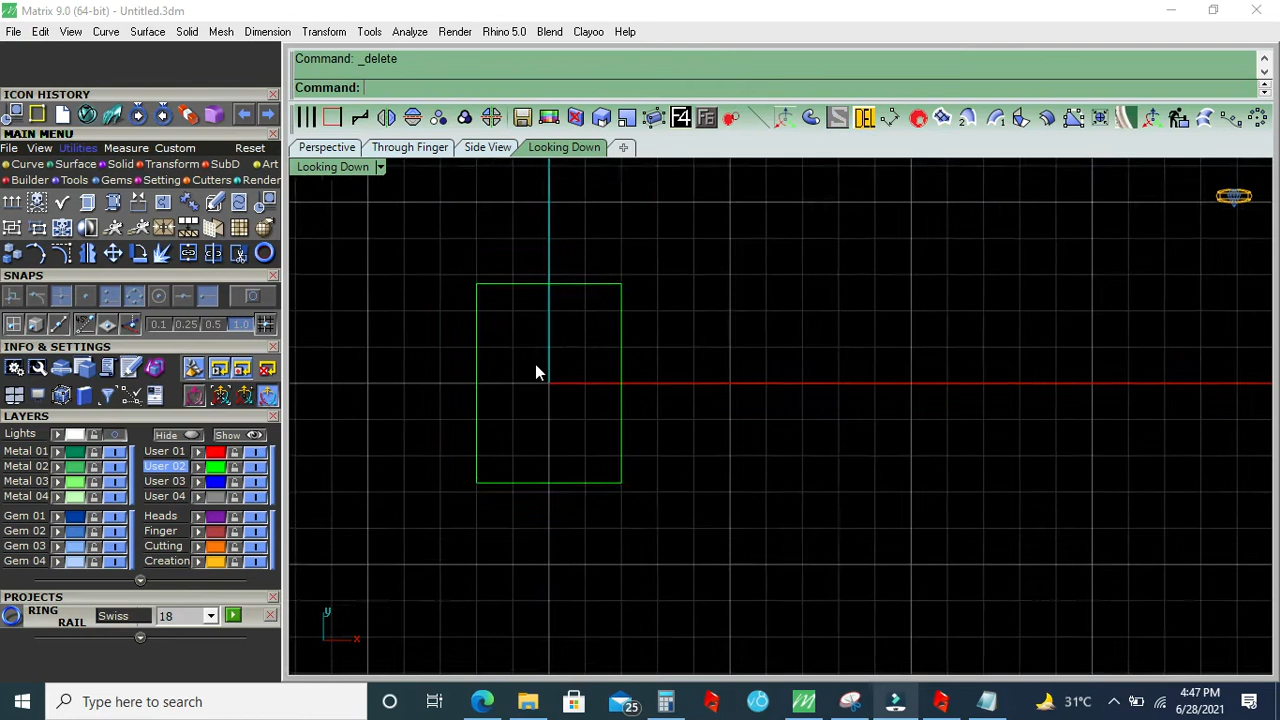 Matrix 9.0 (64-bit) - Untitled.3dm
File Edit View Curve Surface Solid Mesh Dimension Transform Tools Analyze Render Rhino 5.0 Blend Clayoo Help
Command: _delete
Command:
ICON HISTORY
MAIN MENU
File View Utilities Measure Custom Reset
Curve Surface Solid Transform SubD Art
Builder Tools Gems Setting Cutters Render
F4 F6 DEL
Perspective Through Finger Side View Looking Down
Looking Down
SNAPS
0.1 0.25 0.5 1.0
INFO & SETTINGS
LAYERS
Lights Hide Show
Metal 01 User 01
Metal 02 User 02
Metal 03 User 03
Metal 04 User 04
Gem 01 Heads
Gem 02 Finger
Gem 03 Cutting
Gem 04 Creation
PROJECTS
RING RAIL Swiss 18
y
x
Type here to search
25
31°C
4:47 PM
6/28/2021